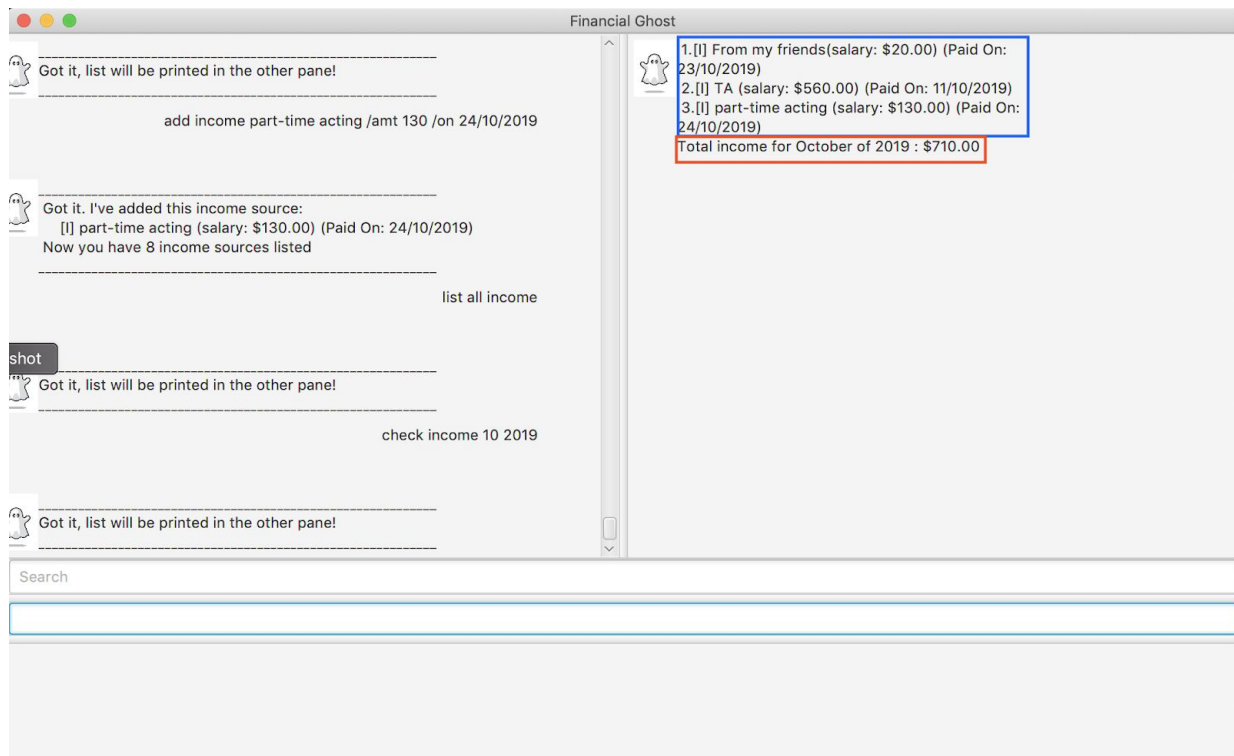 Financial Ghost
Got it, list will be printed in the other pane!
add income part-time acting /amt 130 /on 24/10/2019
Got it. I've added this income source:
[I] part-time acting (salary: $130.00) (Paid On: 24/10/2019)
Now you have 8 income sources listed
list all income
shot
Got it, list will be printed in the other pane!
check income 10 2019
Got it, list will be printed in the other pane!
1.[I] From my friends(salary: $20.00) (Paid On:
23/10/2019)
2.[I] TA (salary: $560.00) (Paid On: 11/10/2019)
3.[I] part-time acting (salary: $130.00) (Paid On:
24/10/2019)
Total income for October of 2019 : $710.00
Search